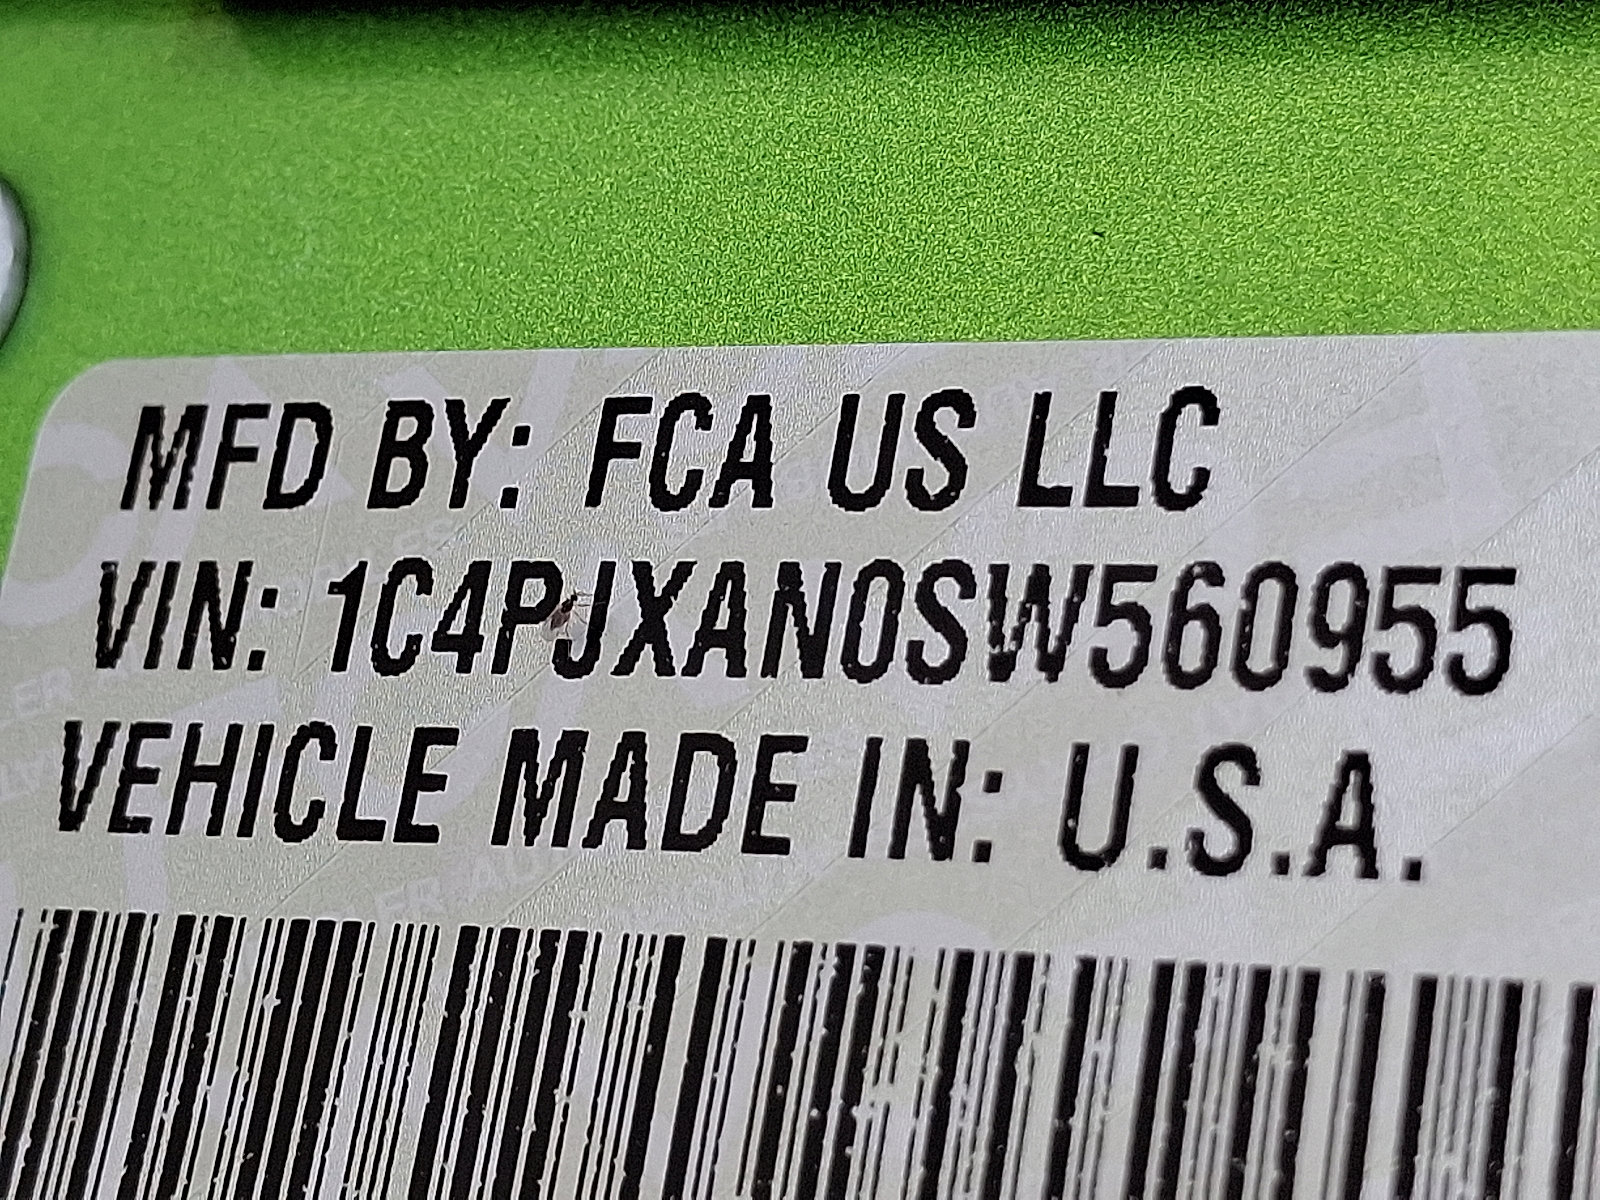 MFD BY: FCA US LLC
VIN: 1C4PJXAN0SW560955
VEHICLE MADE IN: U.S.A.